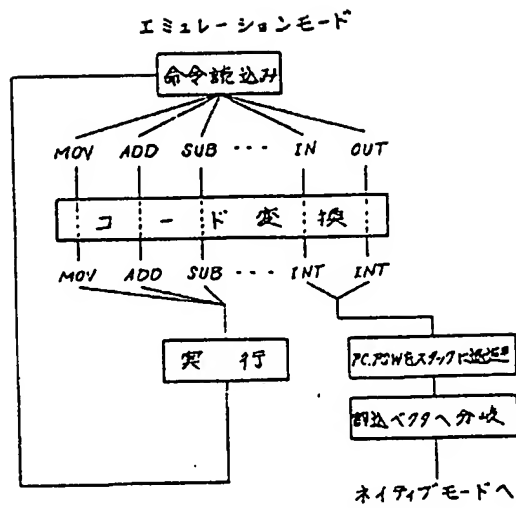 エミュレーションモード
命令読込み
MOV ADD SUB --- IN OUT
コード変換
MOV ADD SUB --- INT INT
実行
PC.PSWをスタックに退避
割込ベクタへ分岐
ネイティブモードへ